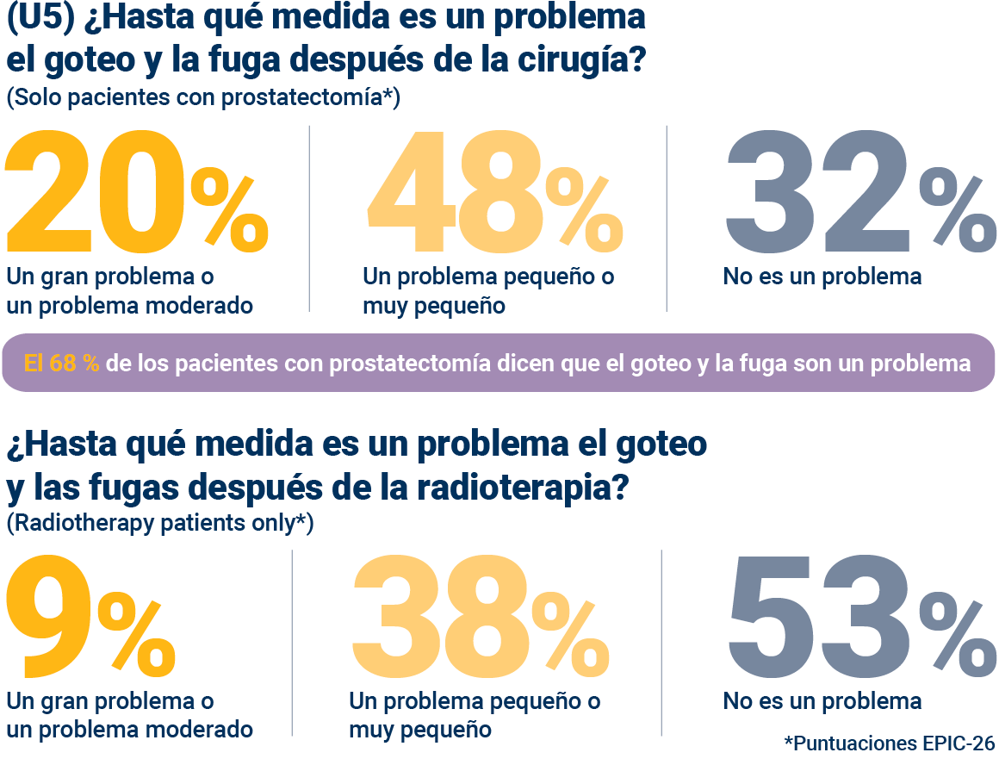 (U5) ¿Hasta qué medida es un problema
el goteo y la fuga después de la cirugía?
(Solo pacientes con prostatectomía*)
20%
Un gran problema o
un problema moderado
48%
Un problema pequeño o
muy pequeño
32%
No es un problema
El 68 % de los pacientes con prostatectomía dicen que el goteo y la fuga son un problema
¿Hasta qué medida es un problema el goteo
y las fugas después de la radioterapia?
(Radiotherapy patients only*)
9%
Un gran problema o
un problema moderado
38%
Un problema pequeño o
muy pequeño
53%
No es un problema
*Puntuaciones EPIC-26